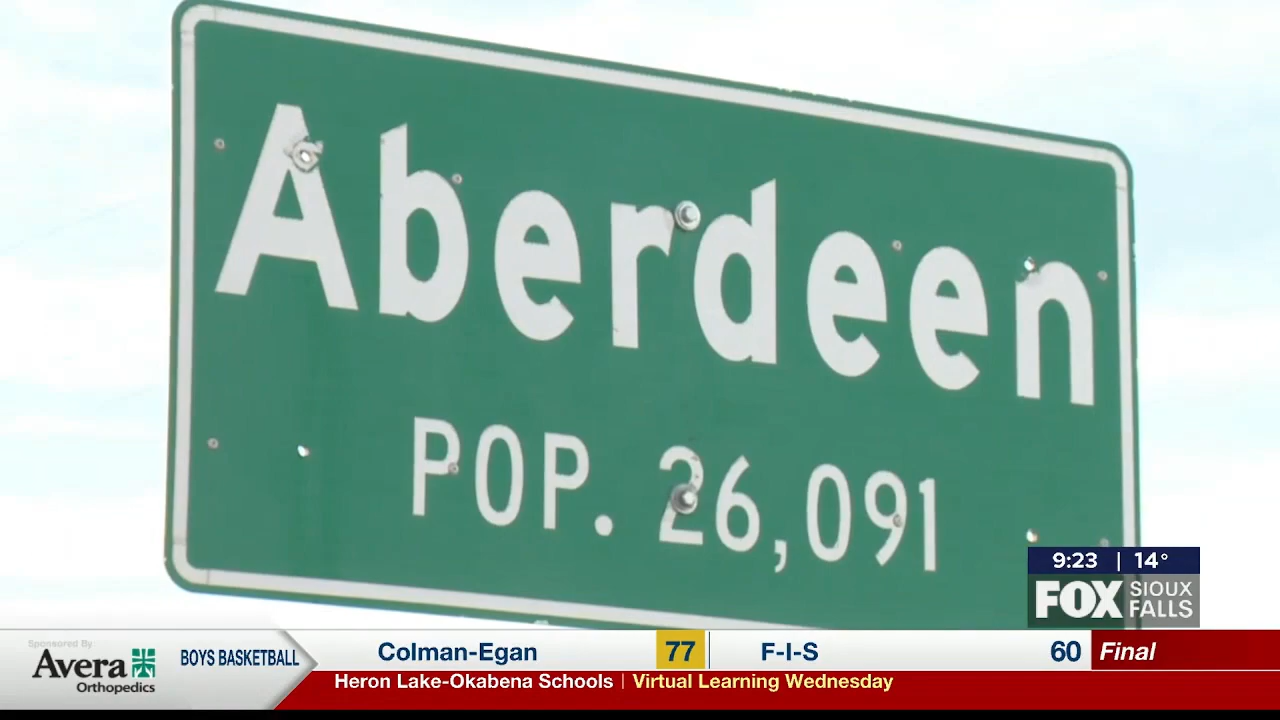 Aberdeen
POP. 26,091
9:23 | 14°
FOX SIOUX FALLS
Sponsored By
Avera
Orthopedics
BOYS BASKETBALL
Colman-Egan 77 | F-I-S 60 Final
Heron Lake-Okabena Schools | Virtual Learning Wednesday